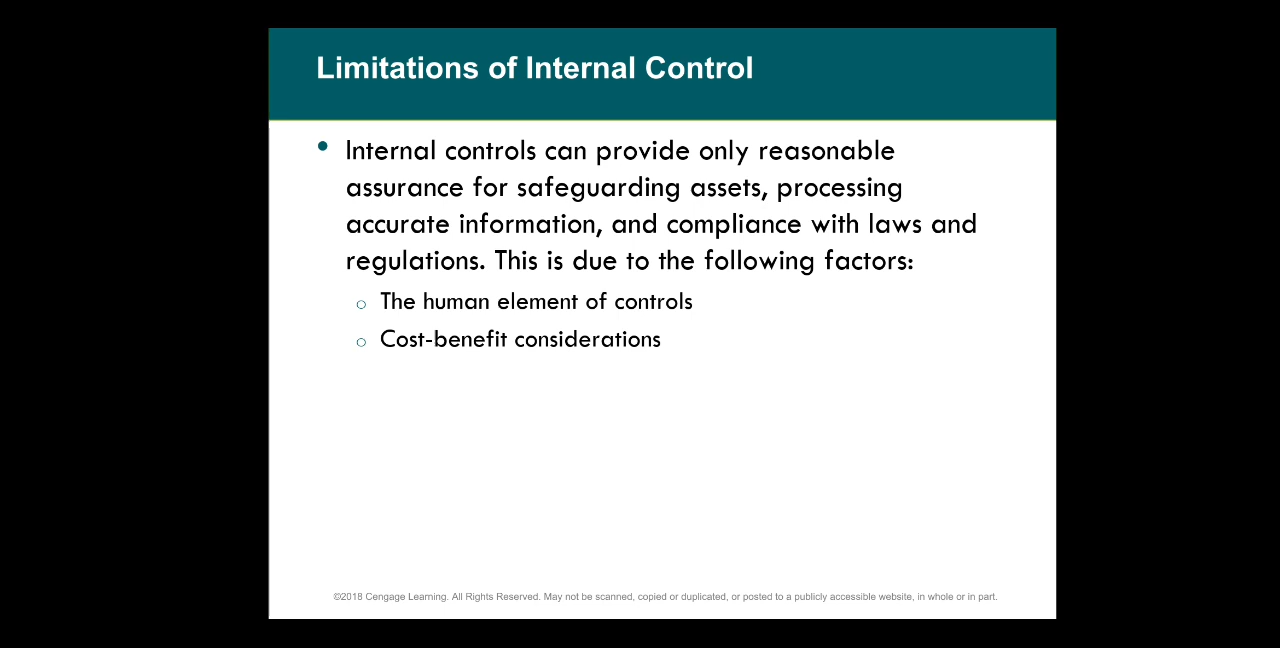 Limitations of Internal Control
• Internal controls can provide only reasonable
assurance for safeguarding assets, processing
accurate information, and compliance with laws and
regulations. This is due to the following factors:
o The human element of controls
o Cost-benefit considerations
©2018 Cengage Learning. All Rights Reserved. May not be scanned, copied or duplicated, or posted to a publicly accessible website, in whole or in part.